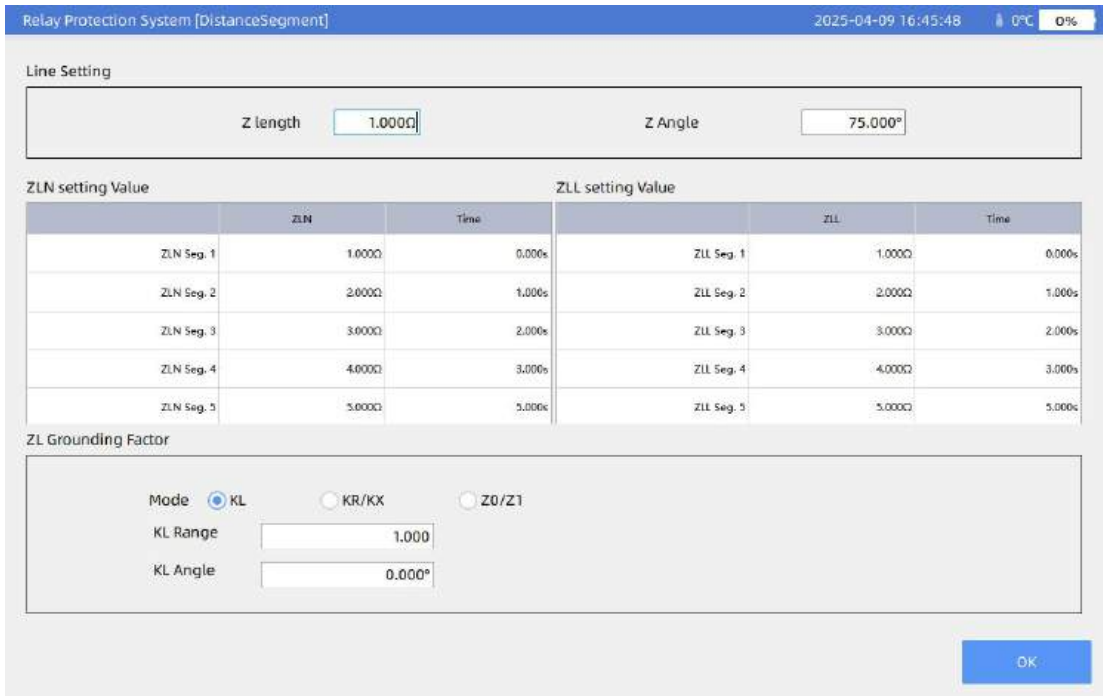 Relay Protection System [DistanceSegment] 2025-04-09 16:45:48 0℃ 0%
Line Setting
Z length 1.000Ω Z Angle 75.000°
ZLN setting Value ZLL setting Value
ZLN Time ZLL Time
ZLN Seg. 1 1.000Ω 0.000s ZLL Seg. 1 1.000Ω 0.000s
ZLN Seg. 2 2.000Ω 1.000s ZLL Seg. 2 2.000Ω 1.000s
ZLN Seg. 3 3.000Ω 2.000s ZLL Seg. 3 3.000Ω 2.000s
ZLN Seg. 4 4.000Ω 3.000s ZLL Seg. 4 4.000Ω 3.000s
ZLN Seg. 5 5.000Ω 5.000s ZLL Seg. 5 5.000Ω 5.000s
ZL Grounding Factor
Mode KL KR/KX Z0/Z1
KL Range 1.000
KL Angle 0.000°
OK